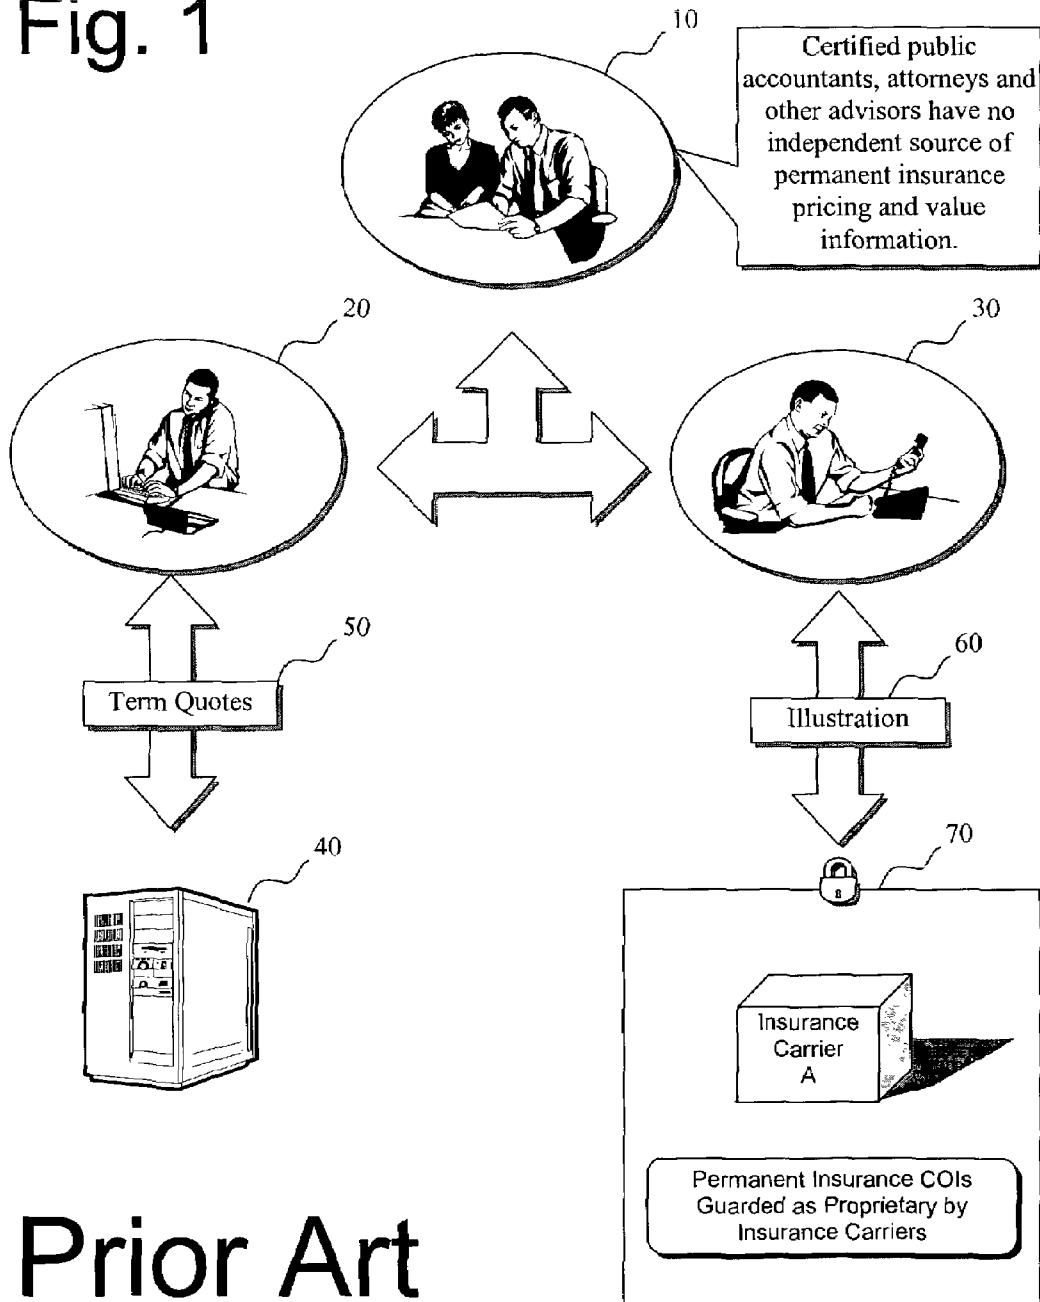 Fig. 1
10
Certified public
accountants, attorneys and
other advisors have no
independent source of
permanent insurance
pricing and value
information.
20
30
50
Term Quotes
60
Illustration
40
70
8
Insurance
Carrier
A
Permanent Insurance COIs
Guarded as Proprietary by
Insurance Carriers
Prior Art